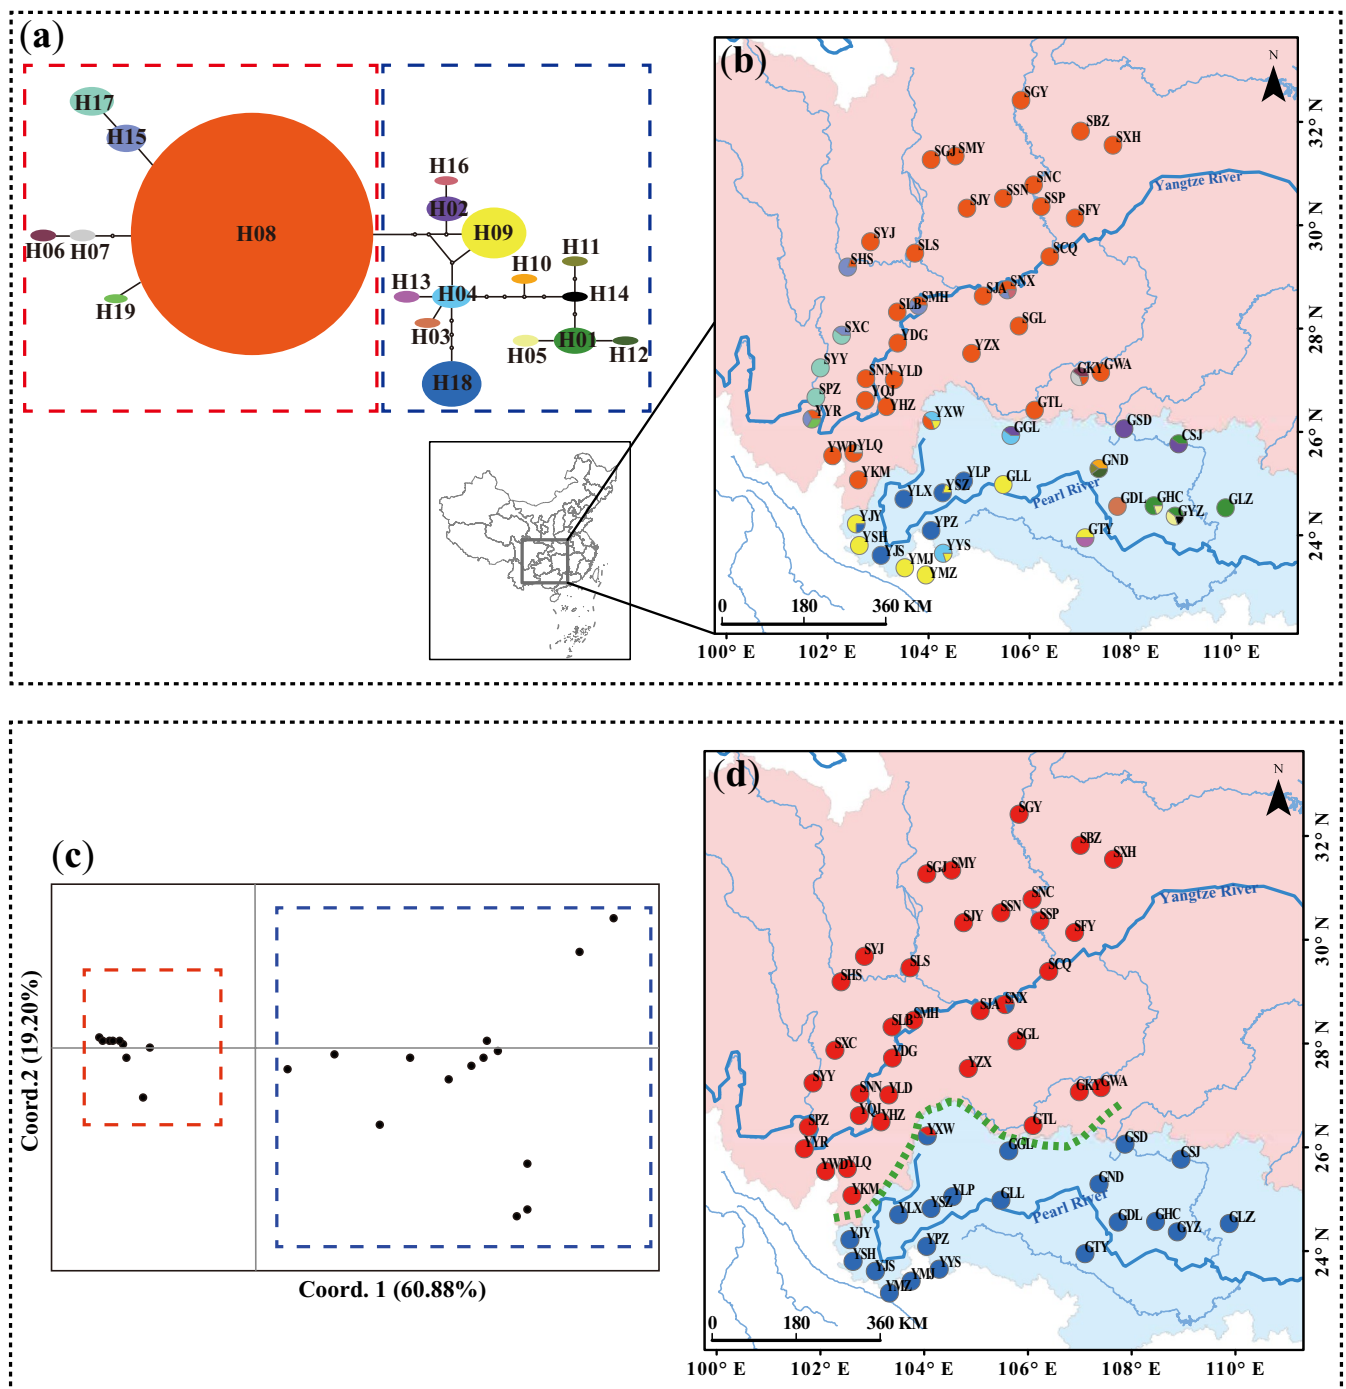 (a)
H17
H15
H08
H06
H07
H19
H16
H02
H09
H11
H10
H13
H04
H14
H03
H05
H01
H12
H18
(b)
N
SGY
SBZ
SXH
SGJ
SMY
SNC
SSN
SSP
SJY
SFY
Yangtze River
SYJ
SLS
SCQ
SHS
SNX
SJA
SMH
SLB
SXC
SGL
YDG
YZX
SYY
SNN
YLD
GKY
GWA
SPZ
YQJ
YHZ
GTL
YYR
YXW
GGL
GSD
CSJ
YWD
YLQ
YKM
YLP
GND
YLX
YSZ
GLL
Pearl River
GDL
GHC
GYZ
GLZ
YJY
YPZ
GTY
YSH
YJS
YYS
YMJ
YMZ
0 180 360 KM
100° E 102° E 104° E 106° E 108° E 110° E
32° N
30° N
28° N
26° N
24° N
(c)
Coord.2 (19.20%)
Coord. 1 (60.88%)
(d)
N
SGY
SBZ
SXH
SGJ
SMY
SNC
SSN
SSP
SJY
SFY
Yangtze River
SYJ
SLS
SCQ
SHS
SNX
SJA
SMH
SLB
SXC
SGL
YDG
YZX
SYY
SNN
YLD
GKY
GWA
SPZ
YQJ
YHZ
GTL
YYR
YXW
GGL
GSD
CSJ
YWD
YLQ
YKM
YLP
GND
YLX
YSZ
GLL
Pearl River
GDL
GHC
GYZ
GLZ
YJY
YPZ
GTY
YSH
YJS
YYS
YMJ
YMZ
0 180 360 KM
100° E 102° E 104° E 106° E 108° E 110° E
32° N
30° N
28° N
26° N
24° N